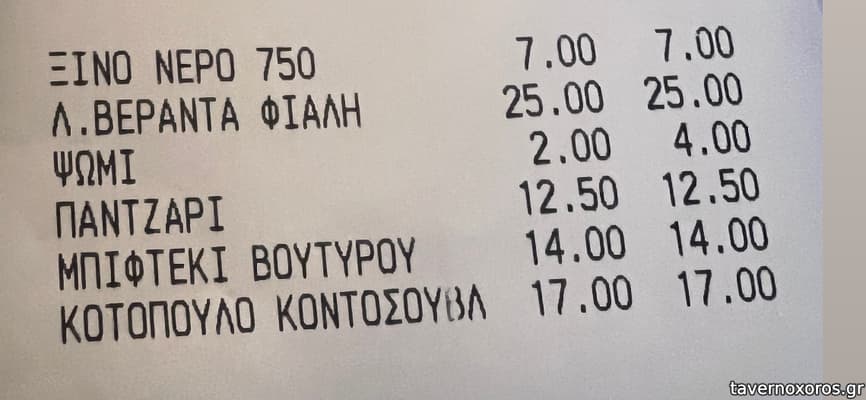 ΞΙΝΟ ΝΕΡΟ 750 7.00 7.00
Λ.ΒΕΡΑΝΤΑ ΦΙΑΛΗ 25.00 25.00
ΨΩΜΙ 2.00 4.00
ΠΑΝΤΖΑΡΙ 12.50 12.50
ΜΠΙΦΤΕΚΙ ΒΟΥΤΥΡΟΥ 14.00 14.00
ΚΟΤΟΠΟΥΛΟ ΚΟΝΤΟΣΟΥΒΛ 17.00 17.00
tavernoxoros.gr